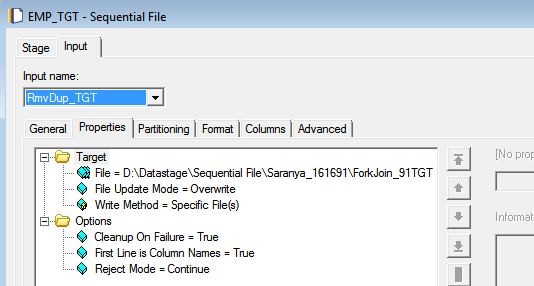 EMP_TGT - Sequential File
Stage Input
Input name:
RmvDup_TGT
General Properties Partitioning Format Columns Advanced
Target
File = D:\Datastage\Sequential File\Saranya_161691\ForkJoin_91TGT
File Update Mode = Overwrite
Write Method = Specific File(s)
Options
Cleanup On Failure = True
First Line is Column Names = True
Reject Mode = Continue
[No prop
Informati